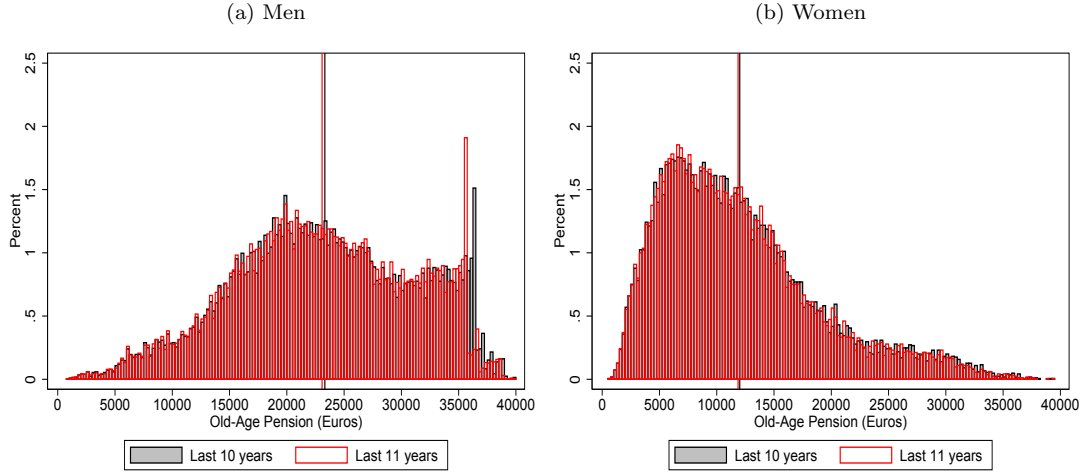 (a) Men
2.5
2
1.5
1
.5
0
Percent
0 5000 10000 15000 20000 25000 30000 35000 40000
Old-Age Pension (Euros)
Last 10 years Last 11 years
(b) Women
2.5
2
1.5
1
.5
0
Percent
0 5000 10000 15000 20000 25000 30000 35000 40000
Old-Age Pension (Euros)
Last 10 years Last 11 years